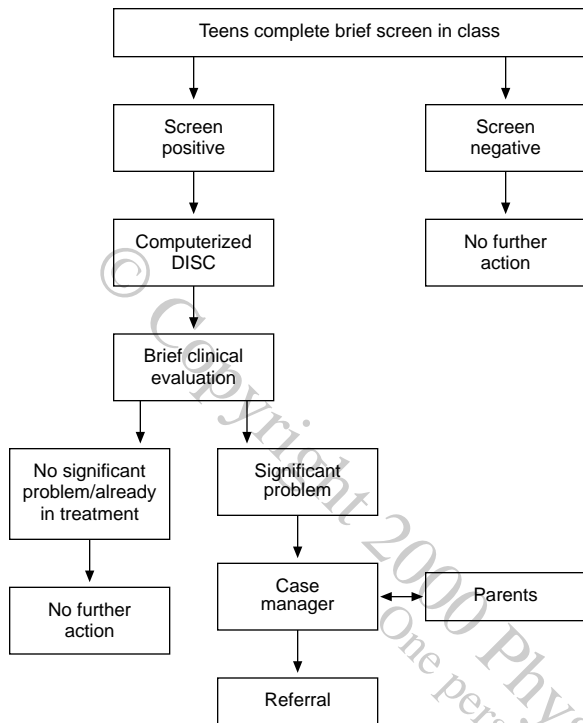 Teens complete brief screen in class
Screen
positive
Screen
negative
Computerized
DISC
No further
action
Brief clinical
evaluation
No significant
problem/already
in treatment
Significant
problem
No further
action
Case
manager
Parents
Referral
© Copyright 2000
One